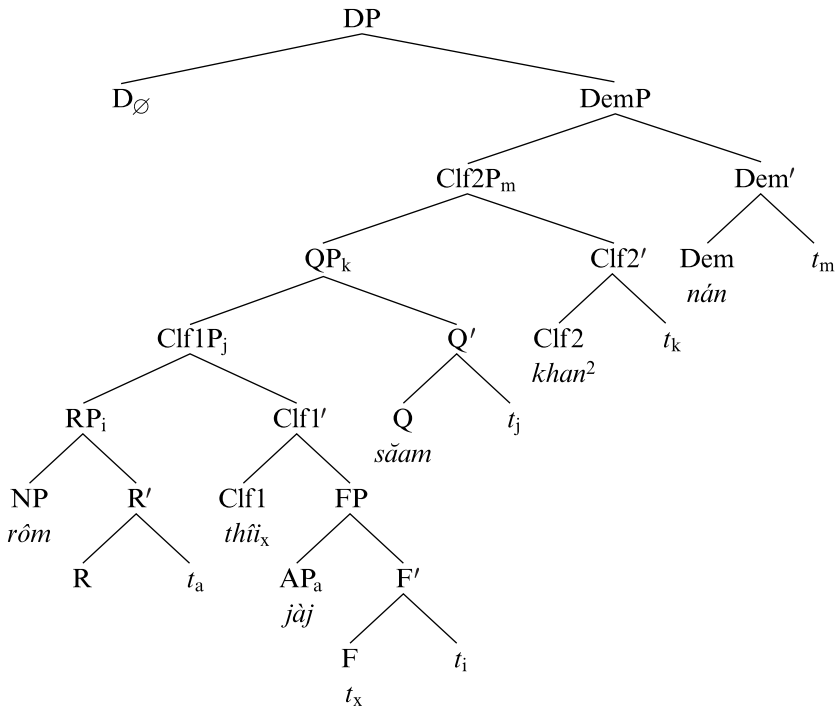 DP
D∅ DemP
Clf2Pm Dem′
QPk Clf2′ Dem tm
nán
Clf1Pj Q′ Clf2 tk
khan²
RPi Clf1′ Q tj
sǎam
NP R′ Clf1 FP
rôm thîix
R ta APa F′
jàj
F ti
tx